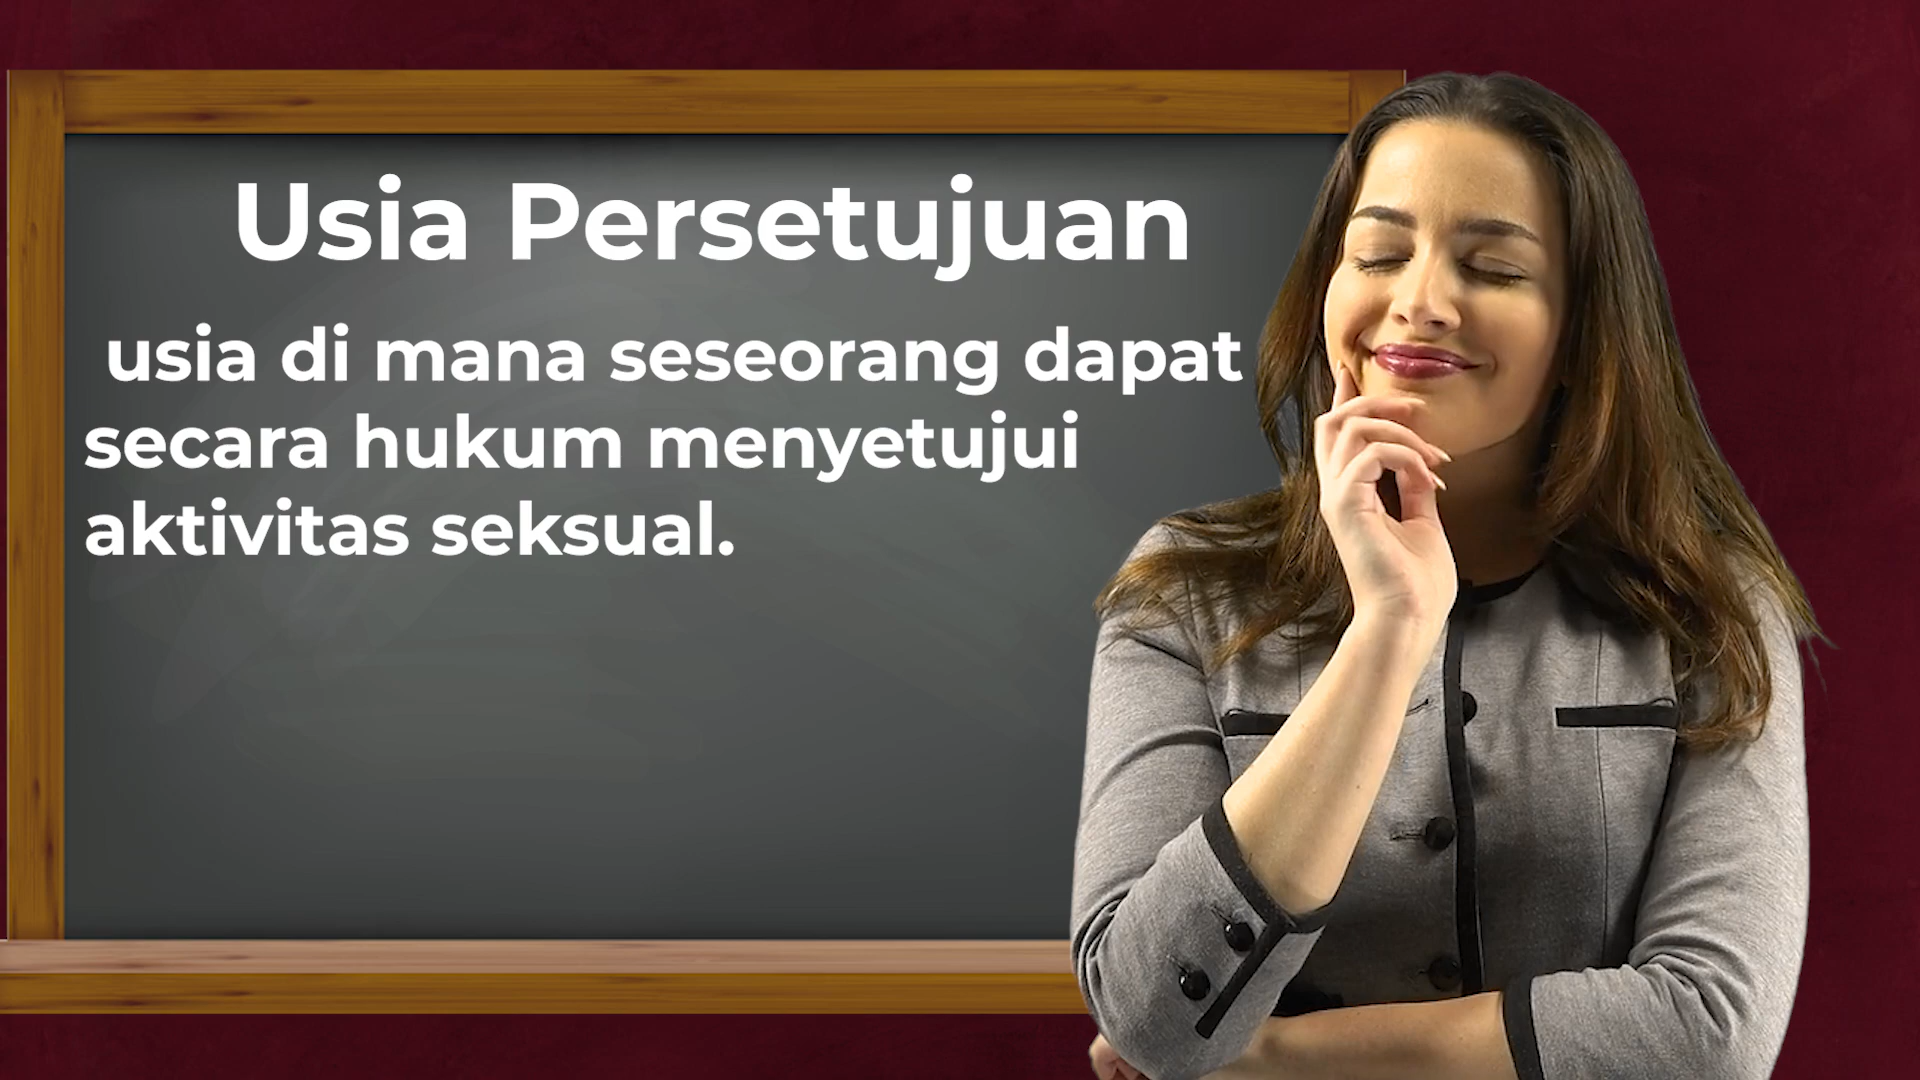 Usia Persetujuan
usia di mana seseorang dapat
secara hukum menyetujui
aktivitas seksual.